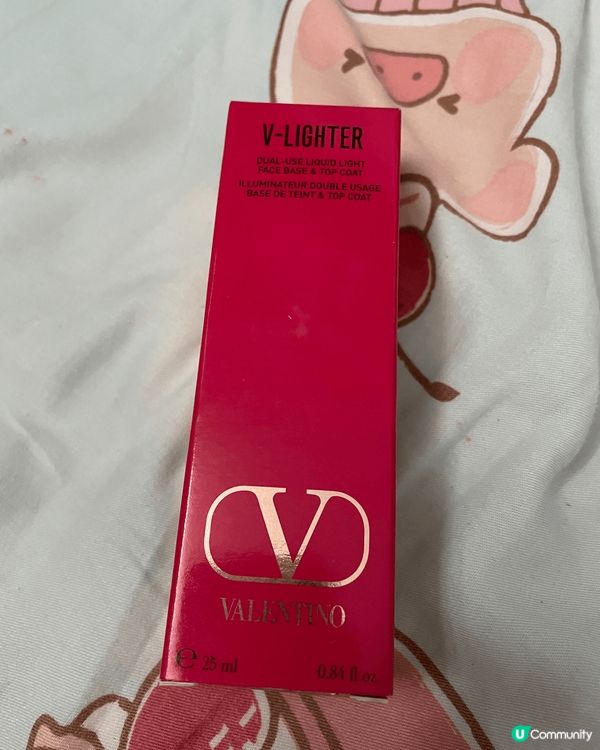 V-LIGHTER
DUAL-USE LIQUID LIGHT
FACE BASE & TOP COAT
ILLUMINATEUR DOUBLE USAGE
BASE DE TEINT & TOP COAT
V
VALENTINO
℮ 25 ml 0.84 fl.oz
U Community